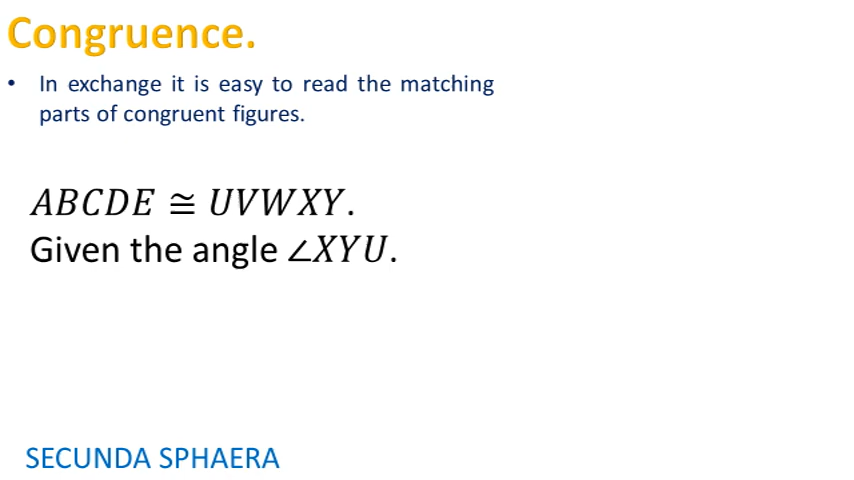 Congruence.
• In exchange it is easy to read the matching
parts of congruent figures.
ABCDE ≅ UVWXY.
Given the angle ∠XYU.
SECUNDA SPHAERA